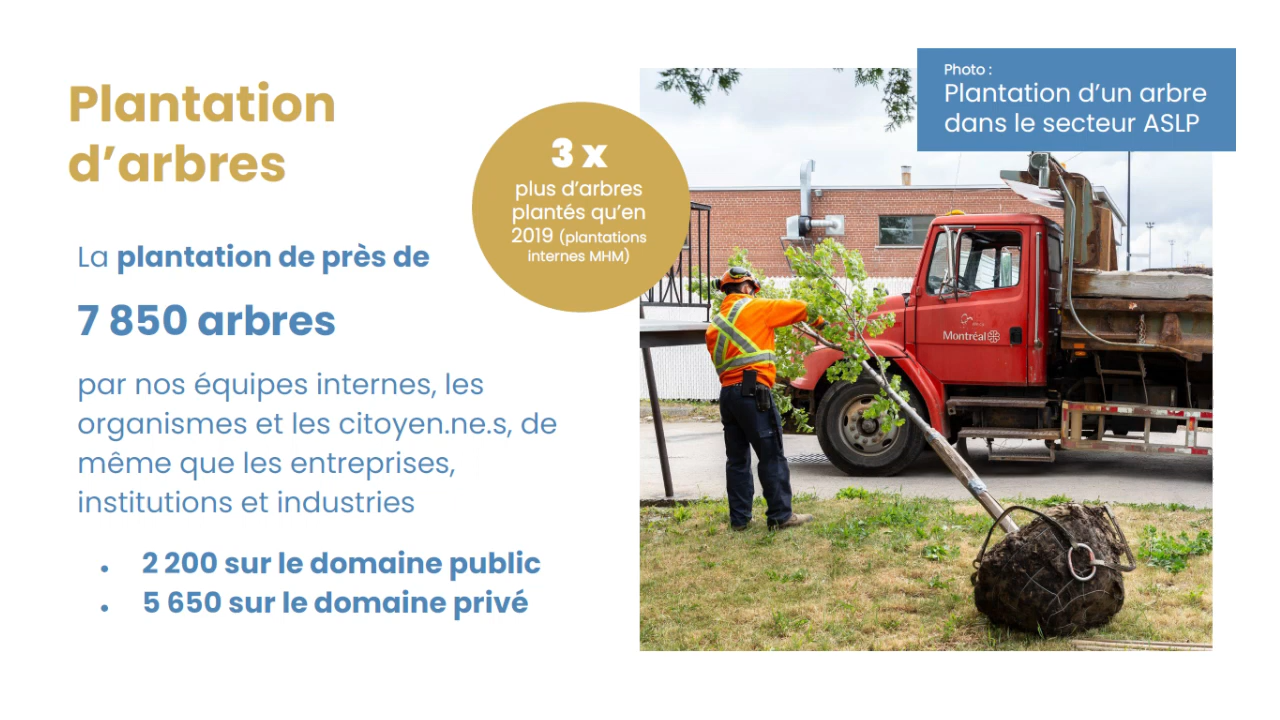 Plantation
d’arbres
La plantation de près de
7 850 arbres
par nos équipes internes, les
organismes et les citoyen.ne.s, de
même que les entreprises,
institutions et industries
• 2 200 sur le domaine public
• 5 650 sur le domaine privé
3 x
plus d’arbres
plantés qu’en
2019 (plantations
internes MHM)
Photo :
Plantation d’un arbre
dans le secteur ASLP
Montréal